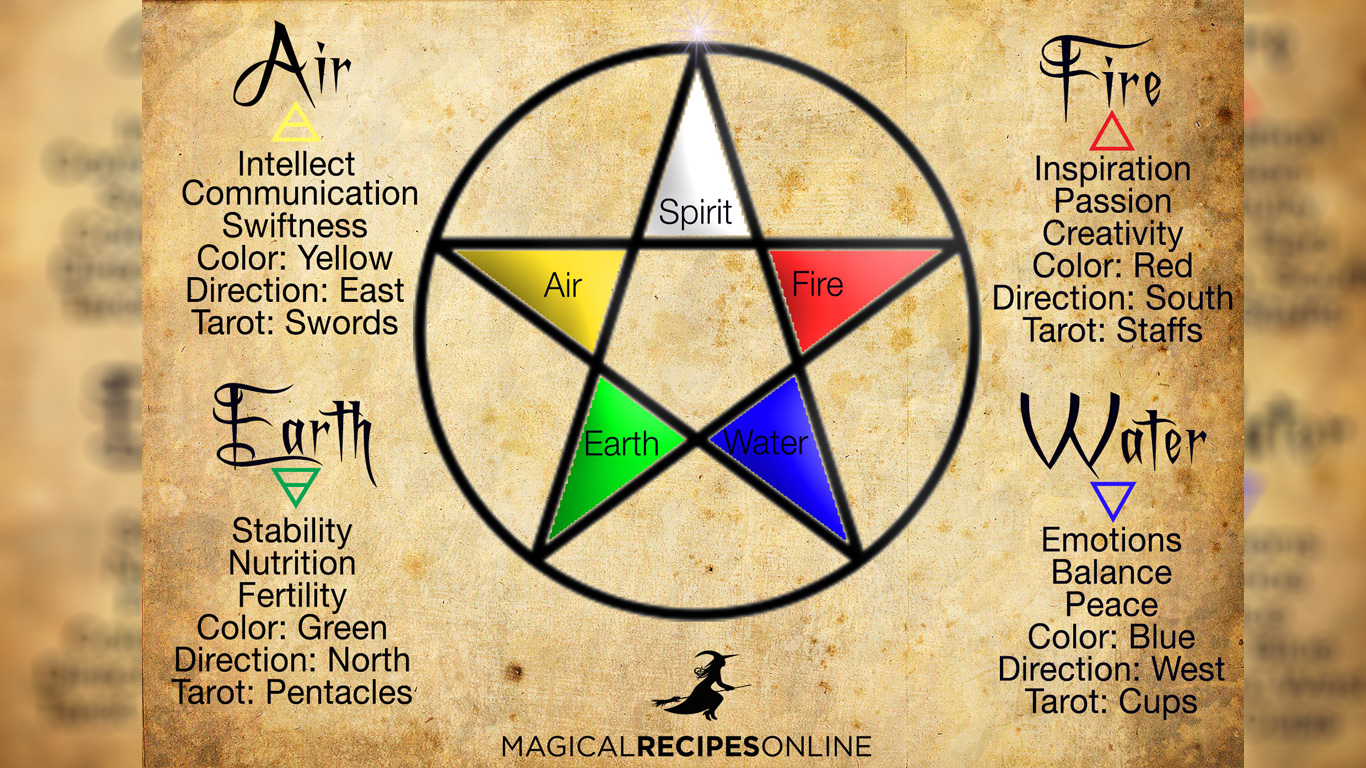 Air
Intellect
Communication
Swiftness
Color: Yellow
Direction: East
Tarot: Swords
Fire
Inspiration
Passion
Creativity
Color: Red
Direction: South
Tarot: Staffs
Spirit
Air
Fire
Earth
Water
Earth
Stability
Nutrition
Fertility
Color: Green
Direction: North
Tarot: Pentacles
Water
Emotions
Balance
Peace
Color: Blue
Direction: West
Tarot: Cups
MAGICALRECIPESONLINE